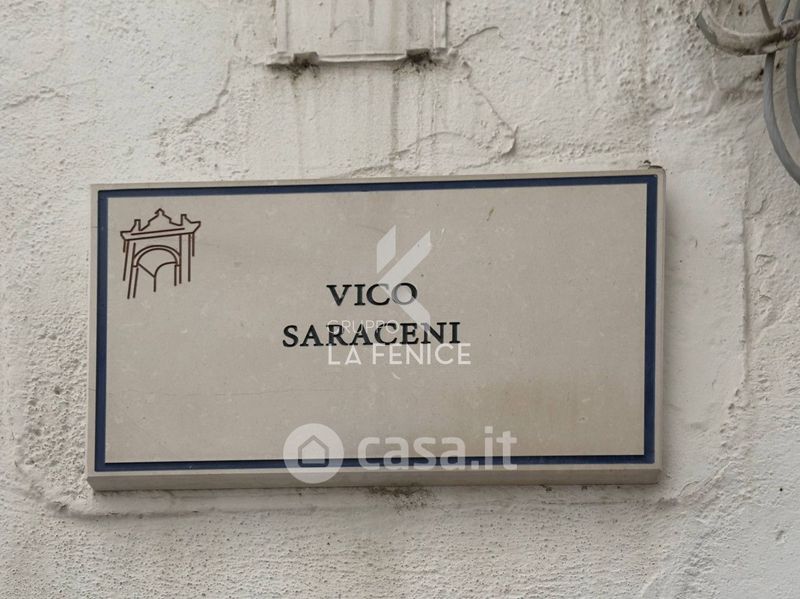 VICO
SARACENI
GRUPPO
LA FENICE
casa.it